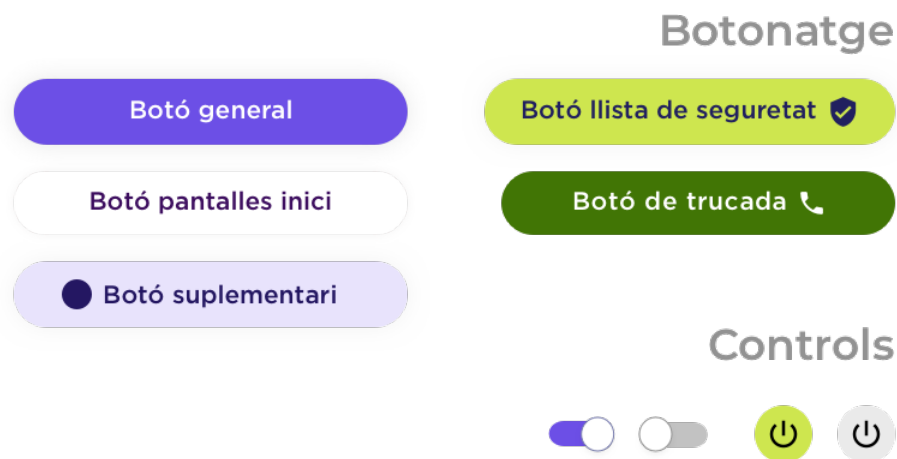 Botonatge
Botó general
Botó llista de seguretat
Botó pantalles inici
Botó de trucada
Botó suplementari
Controls